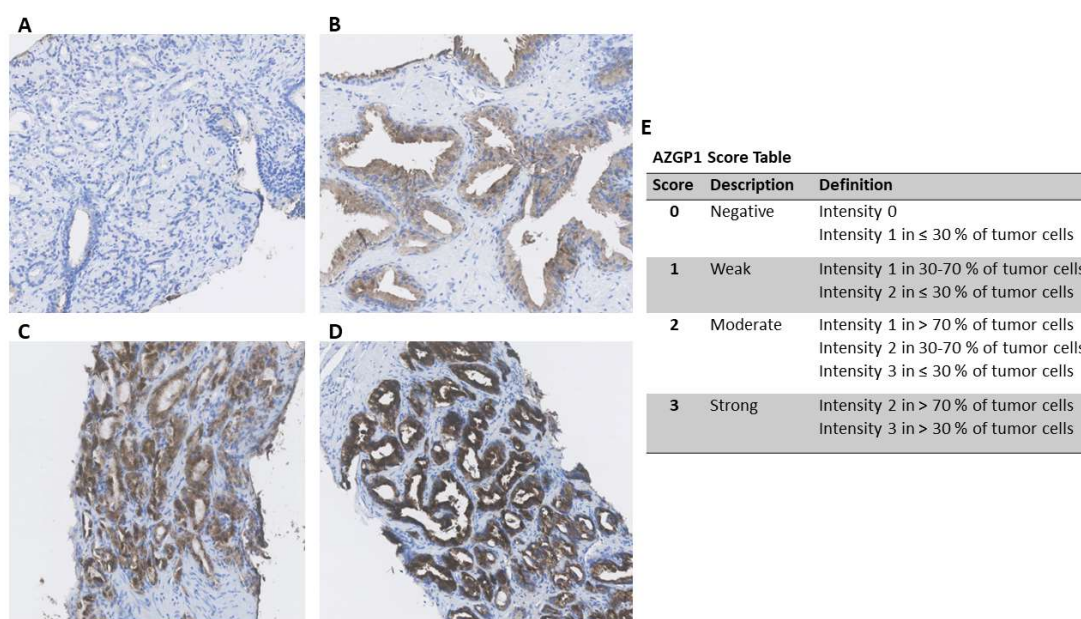 A
B
C
D
E
AZGP1 Score Table
Score Description Definition
0 Negative Intensity 0
Intensity 1 in ≤ 30 % of tumor cells
1 Weak Intensity 1 in 30-70 % of tumor cells
Intensity 2 in ≤ 30 % of tumor cells
2 Moderate Intensity 1 in > 70 % of tumor cells
Intensity 2 in 30-70 % of tumor cells
Intensity 3 in ≤ 30 % of tumor cells
3 Strong Intensity 2 in > 70 % of tumor cells
Intensity 3 in > 30 % of tumor cells